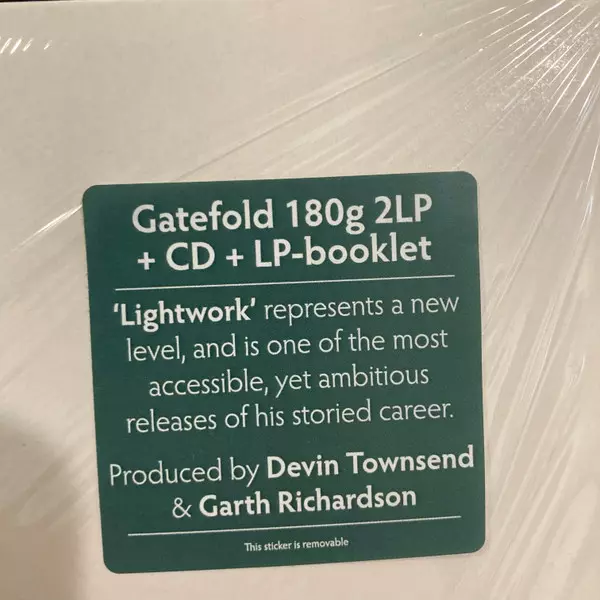 Gatefold 180g 2LP
+ CD + LP-booklet
‘Lightwork’ represents a new
level, and is one of the most
accessible, yet ambitious
releases of his storied career.
Produced by Devin Townsend
& Garth Richardson
This sticker is removable